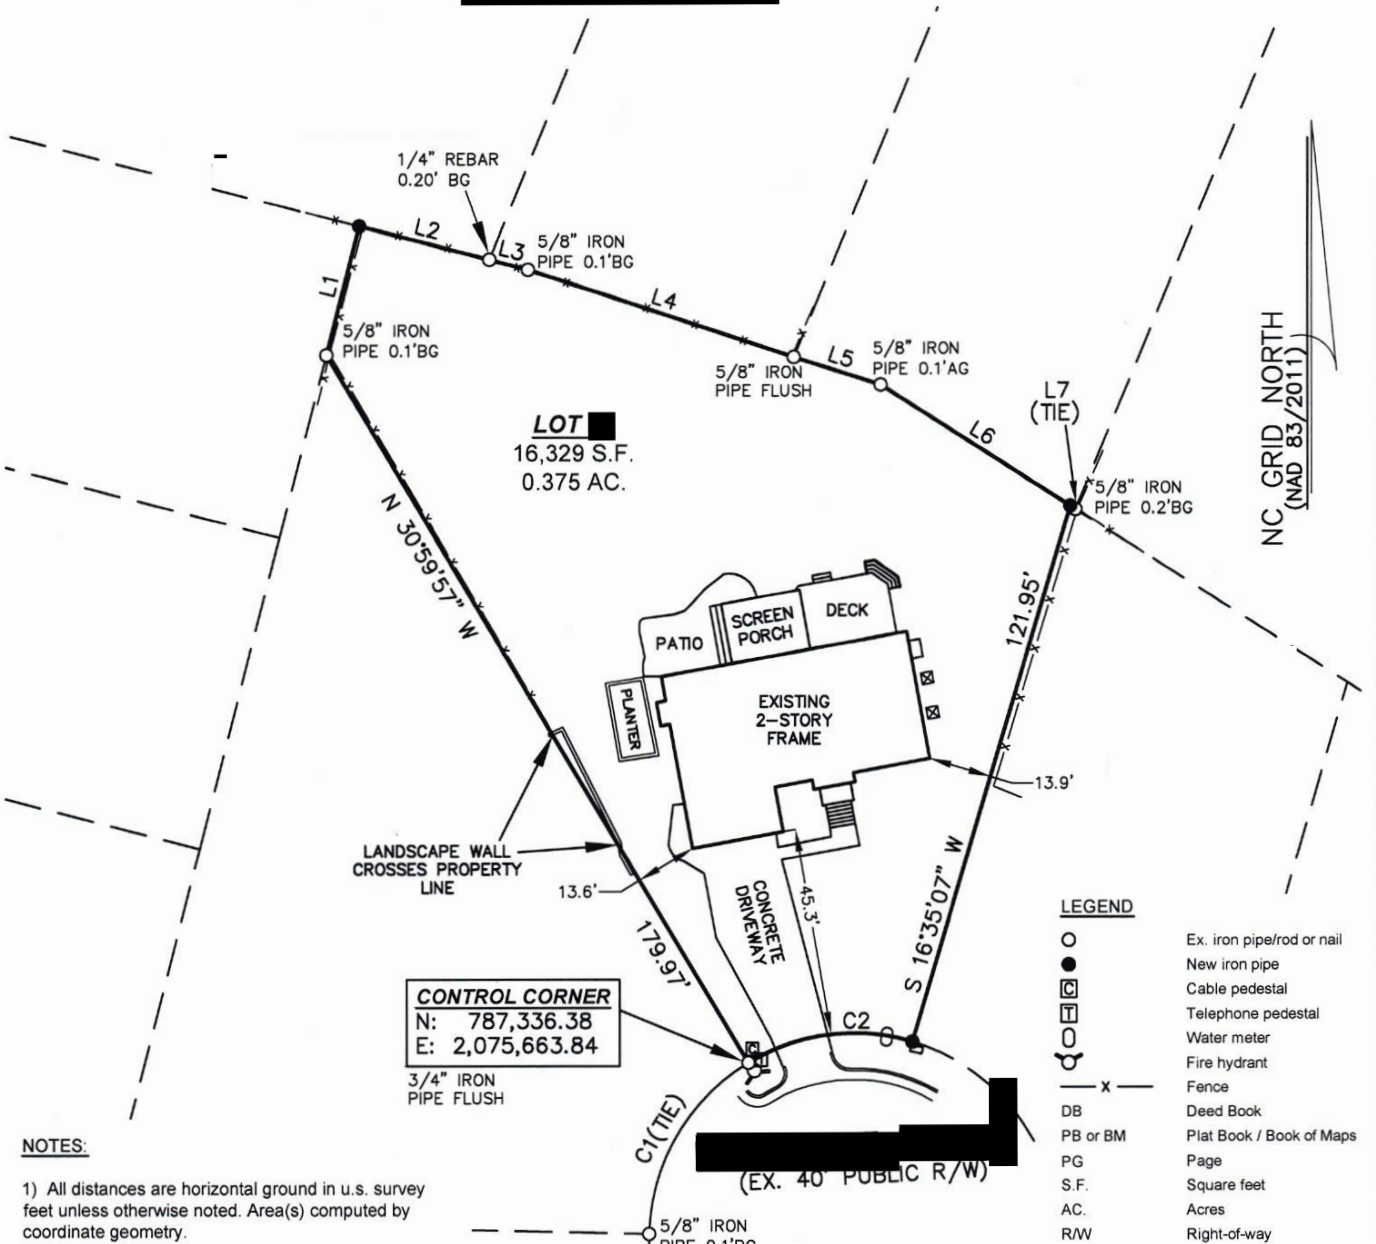 1/4" REBAR
0.20' BG
L2
L3
5/8" IRON
PIPE 0.1'BG
L1
L4
5/8" IRON
PIPE 0.1'BG
5/8" IRON
PIPE FLUSH
L5
5/8" IRON
PIPE 0.1'AG
L6
L7
(TIE)
5/8" IRON
PIPE 0.2'BG
NC GRID NORTH
(NAD 83/2011)
LOT
16,329 S.F.
0.375 AC.
N 30°59'57" W
179.97'
121.95'
S 16°35'07" W
PATIO
SCREEN
PORCH
DECK
PLANTER
EXISTING
2-STORY
FRAME
13.9'
LANDSCAPE WALL
CROSSES PROPERTY
LINE
13.6'
CONCRETE
DRIVEWAY
45.3'
CONTROL CORNER
N: 787,336.38
E: 2,075,663.84
3/4" IRON
PIPE FLUSH
C
T
C2
C1(TIE)
(EX. 40' PUBLIC R/W)
5/8" IRON
PIPE 0.1'BG
LEGEND
Ex. iron pipe/rod or nail
New iron pipe
C Cable pedestal
T Telephone pedestal
Water meter
Fire hydrant
x Fence
DB Deed Book
PB or BM Plat Book / Book of Maps
PG Page
S.F. Square feet
AC. Acres
R/W Right-of-way
NOTES:
1) All distances are horizontal ground in u.s. survey
feet unless otherwise noted. Area(s) computed by
coordinate geometry.